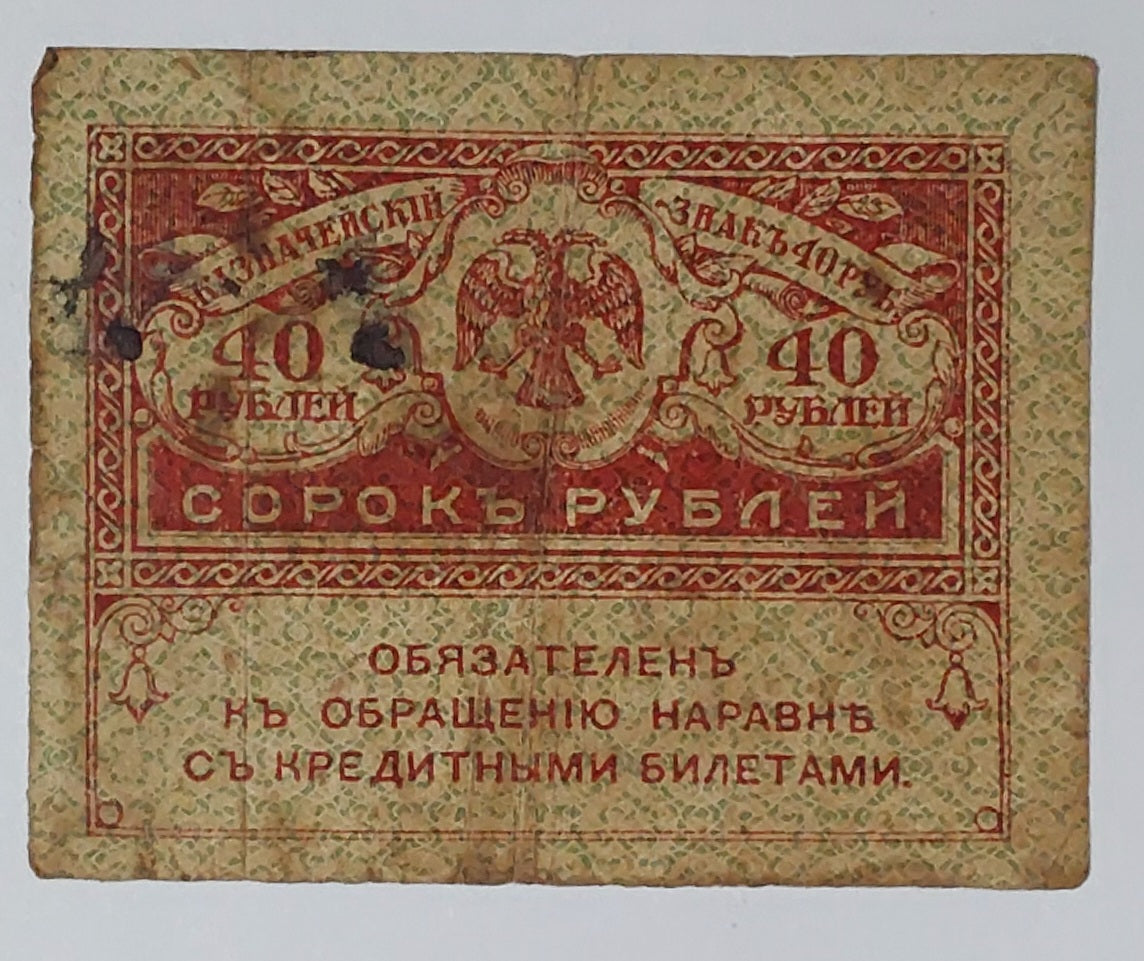 КАЗНАЧЕЙСКІЙ
ЗНАКЪ 40 РУБ.
40
РУБЛЕЙ
40
РУБЛЕЙ
СОРОКЪ РУБЛЕЙ
ОБЯЗАТЕЛЕНЪ
КЪ ОБРАЩЕНІЮ НАРАВНѢ
СЪ КРЕДИТНЫМИ БИЛЕТАМИ.